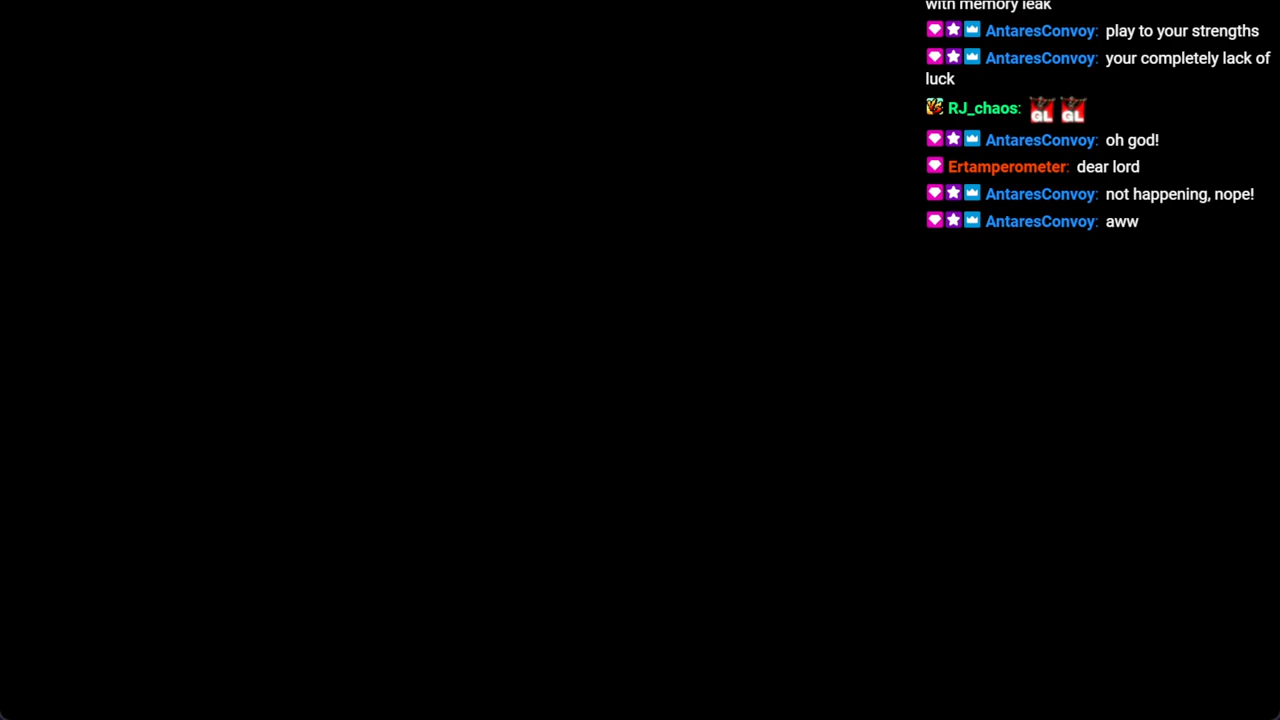 with memory leak
AntaresConvoy: play to your strengths
AntaresConvoy: your completely lack of
luck
RJ_chaos: GL GL
AntaresConvoy: oh god!
Ertamperometer: dear lord
AntaresConvoy: not happening, nope!
AntaresConvoy: aww